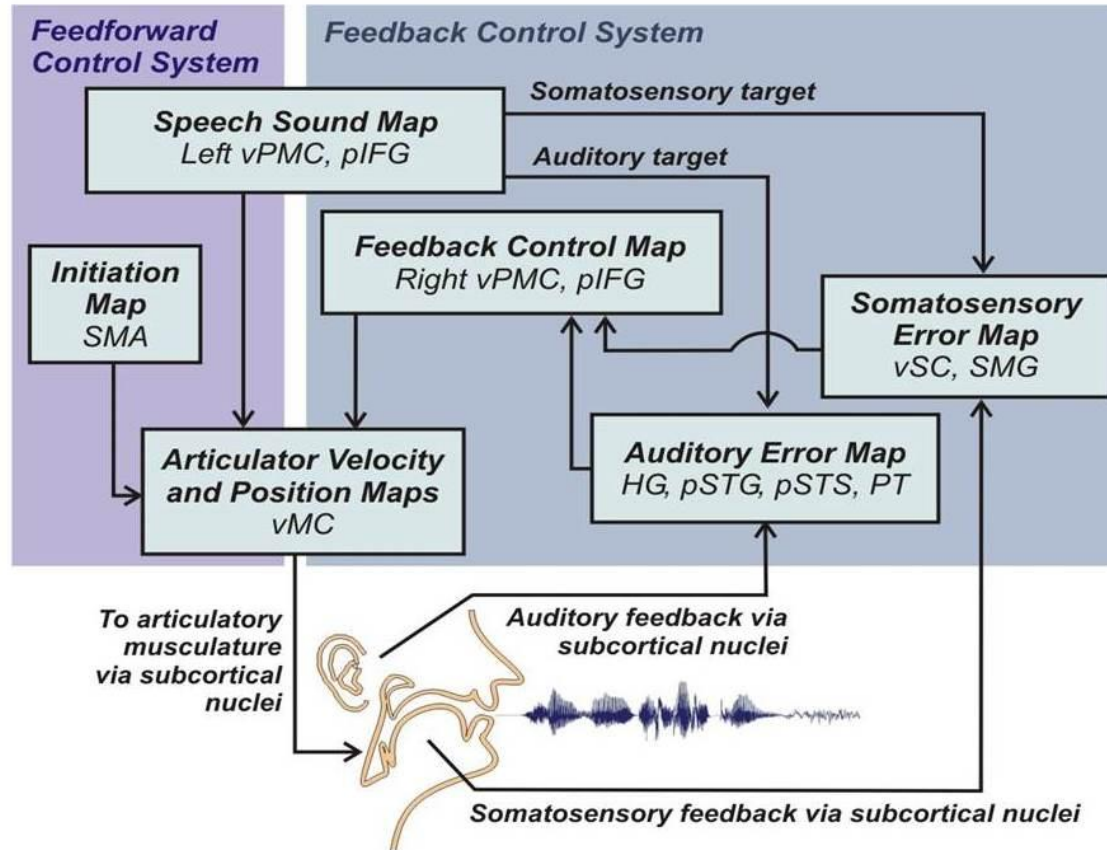 Feedforward
Control System
Feedback Control System
Speech Sound Map
Left vPMC, pIFG
Somatosensory target
Auditory target
Initiation
Map
SMA
Feedback Control Map
Right vPMC, pIFG
Somatosensory
Error Map
vSC, SMG
Articulator Velocity
and Position Maps
vMC
Auditory Error Map
HG, pSTG, pSTS, PT
To articulatory
musculature
via subcortical
nuclei
Auditory feedback via
subcortical nuclei
Somatosensory feedback via subcortical nuclei